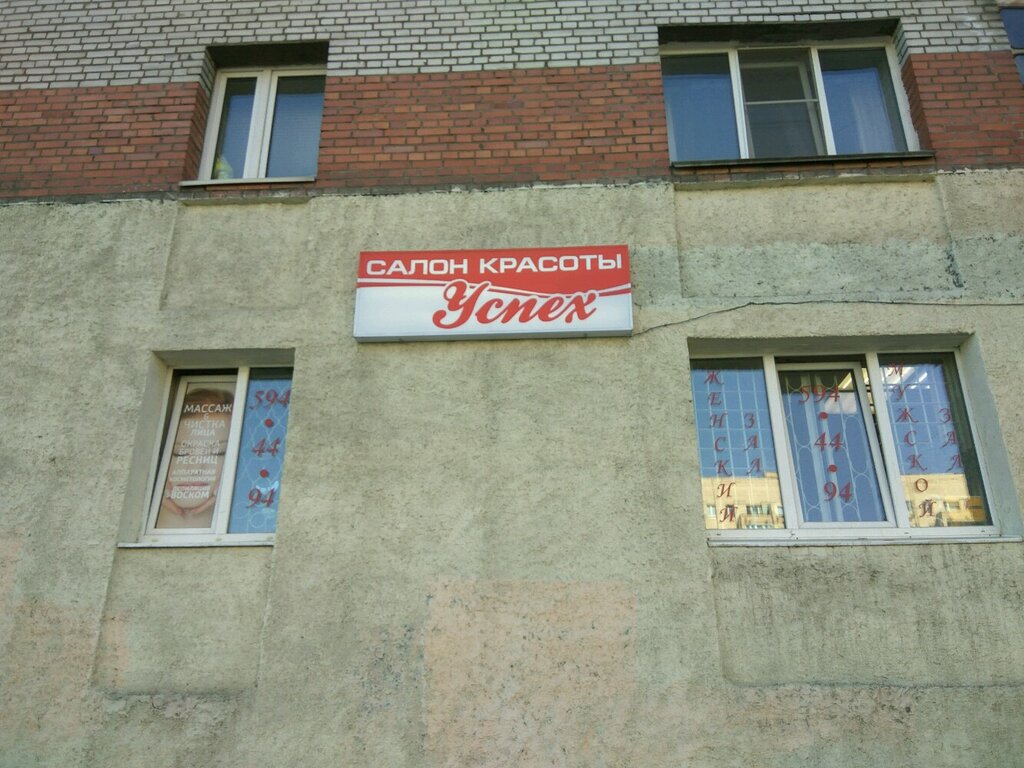 САЛОН КРАСОТЫ
Успех
МАССАЖ
&
ЧИСТКА
ЛИЦА
ОКРАСКА
БРОВЕЙ И
РЕСНИЦ
АППАРАТНАЯ
КОСМЕТОЛОГИЯ
ВОСКОМ
594
44
94
ЖЕНСКИЙ
ЗАЛ
594
44
94
МУЖСКОЙ
ЗАЛ